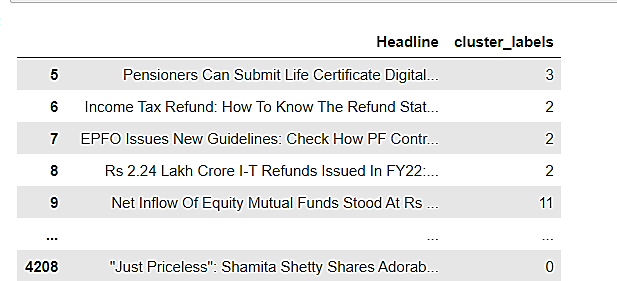 Headline cluster_labels
5 Pensioners Can Submit Life Certificate Digital... 3
6 Income Tax Refund: How To Know The Refund Stat... 2
7 EPFO Issues New Guidelines: Check How PF Contr... 2
8 Rs 2.24 Lakh Crore I-T Refunds Issued In FY22:... 2
9 Net Inflow Of Equity Mutual Funds Stood At Rs ... 11
... ... ...
4208 "Just Priceless": Shamita Shetty Shares Adorab... 0